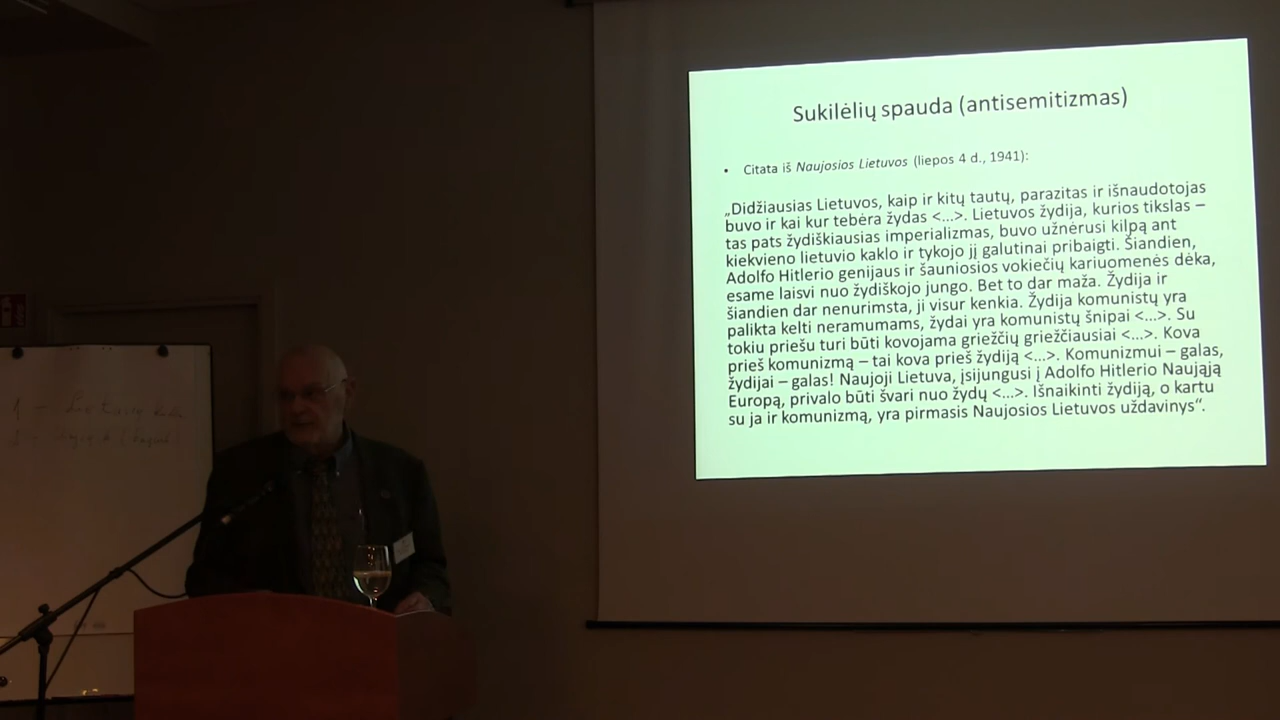 Sukilėlių spauda (antisemitizmas)
• Citata iš Naujosios Lietuvos (liepos 4 d., 1941):
„Didžiausias Lietuvos, kaip ir kitų tautų, parazitas ir išnaudotojas
buvo ir kai kur tebėra žydas <...>. Lietuvos žydija, kurios tikslas –
tas pats žydiškiausias imperializmas, buvo užnėrusi kilpą ant
kiekvieno lietuvio kaklo ir tykojo jį galutinai pribaigti. Šiandien,
Adolfo Hitlerio genijaus ir šauniosios vokiečių kariuomenės dėka,
esame laisvi nuo žydiškojo jungo. Bet to dar maža. Žydija ir
šiandien dar nenurimsta, ji visur kenkia. Žydija komunistų yra
palikta kelti neramumams, žydai yra komunistų šnipai <...>. Su
tokiu priešu turi būti kovojama griežčių griežčiausiai <...>. Kova
prieš komunizmą – tai kova prieš žydiją <...>. Komunizmui – galas,
žydijai – galas! Naujoji Lietuva, įsijungusi į Adolfo Hitlerio Naująją
Europą, privalo būti švari nuo žydų <...>. Išnaikinti žydiją, o kartu
su ja ir komunizmą, yra pirmasis Naujosios Lietuvos uždavinys“.